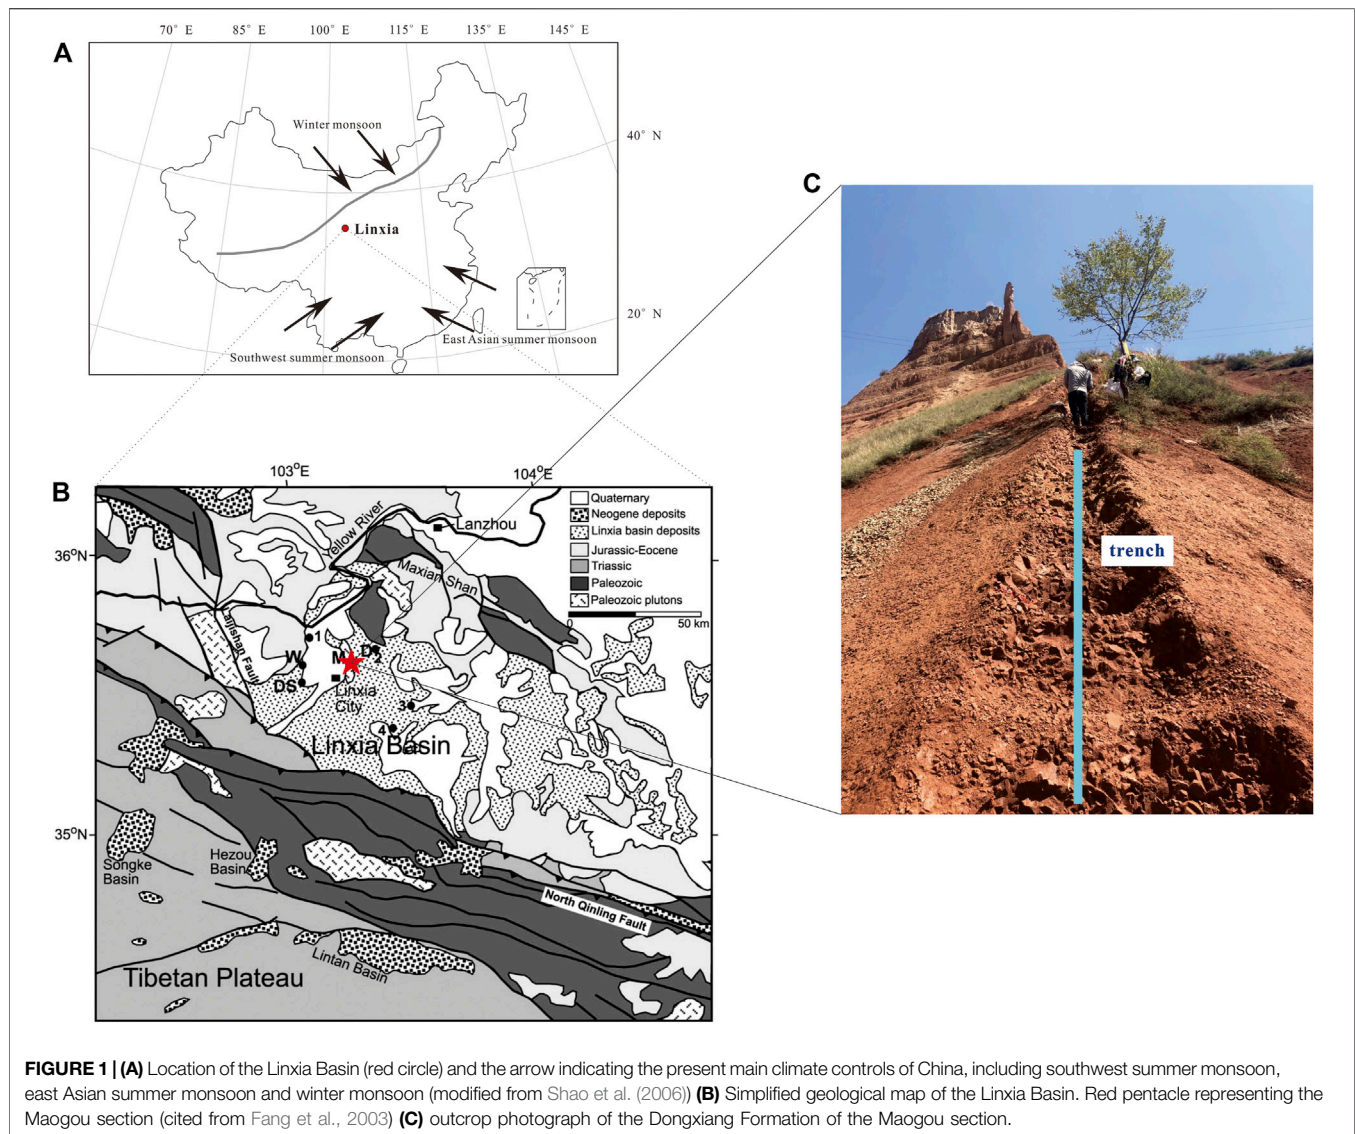 A
70° E
85° E
100° E
115° E
135° E
145° E
Winter monsoon
40° N
Linxia
20° N
East Asian summer monsoon
Southwest summer monsoon
B
103°E
104°E
36°N
35°N
Quaternary
Neogene deposits
Linxia basin deposits
Jurassic-Eocene
Triassic
Paleozoic
Paleozoic plutons
0
50 km
Lanzhou
Yellow River
Maxian Shan
Laijishan Fault
1
W
M
D
2
DS
Linxia
City
3
4
Linxia Basin
Songke
Basin
Hezou
Basin
North Qinling Fault
Lintan Basin
Tibetan Plateau
C
trench
FIGURE 1 | (A) Location of the Linxia Basin (red circle) and the arrow indicating the present main climate controls of China, including southwest summer monsoon,
east Asian summer monsoon and winter monsoon (modified from Shao et al. (2006)) (B) Simplified geological map of the Linxia Basin. Red pentacle representing the
Maogou section (cited from Fang et al., 2003) (C) outcrop photograph of the Dongxiang Formation of the Maogou section.